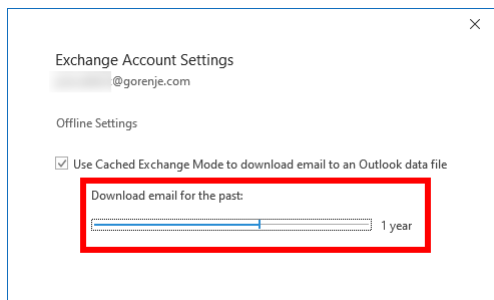 Exchange Account Settings
@gorenje.com
Offline Settings
Use Cached Exchange Mode to download email to an Outlook data file
Download email for the past:
1 year